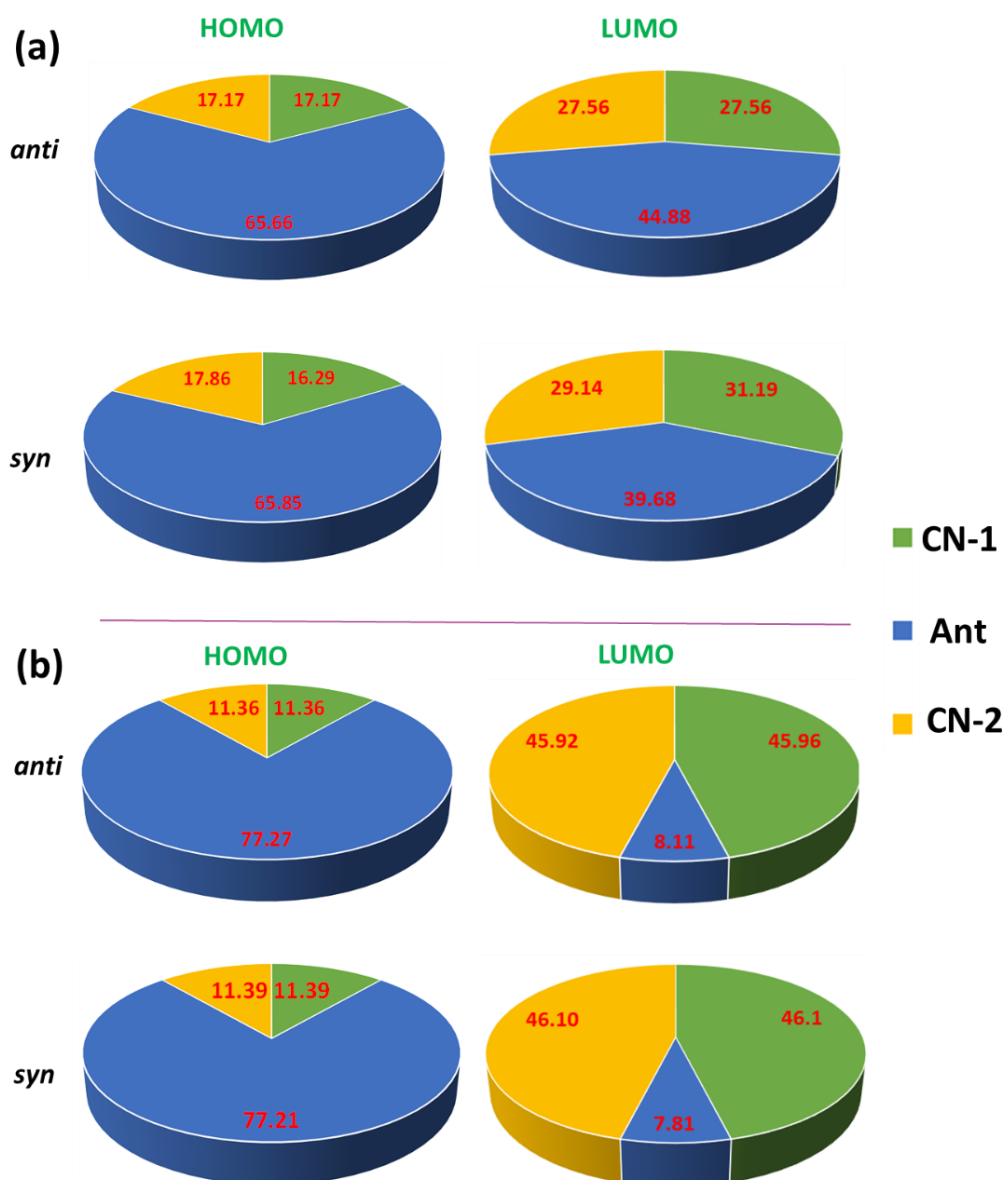 (a)
HOMO
LUMO
anti
17.17
17.17
65.66
27.56
27.56
44.88
syn
17.86
16.29
65.85
29.14
31.19
39.68
CN-1
Ant
CN-2
(b)
HOMO
LUMO
anti
11.36
11.36
77.27
45.92
45.96
8.11
syn
11.39
11.39
77.21
46.10
46.1
7.81